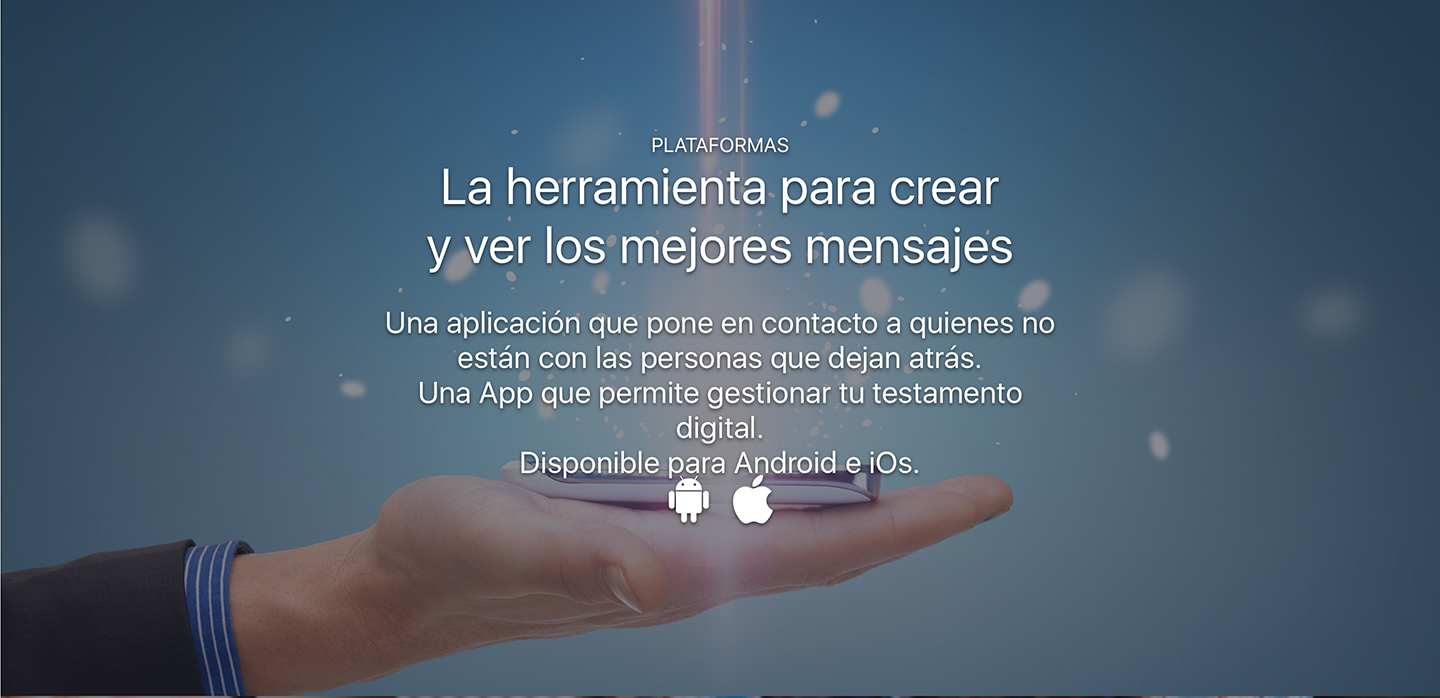 PLATAFORMAS
La herramienta para crear
y ver los mejores mensajes
Una aplicación que pone en contacto a quienes no
están con las personas que dejan atrás.
Una App que permite gestionar tu testamento
digital.
Disponible para Android e iOs.